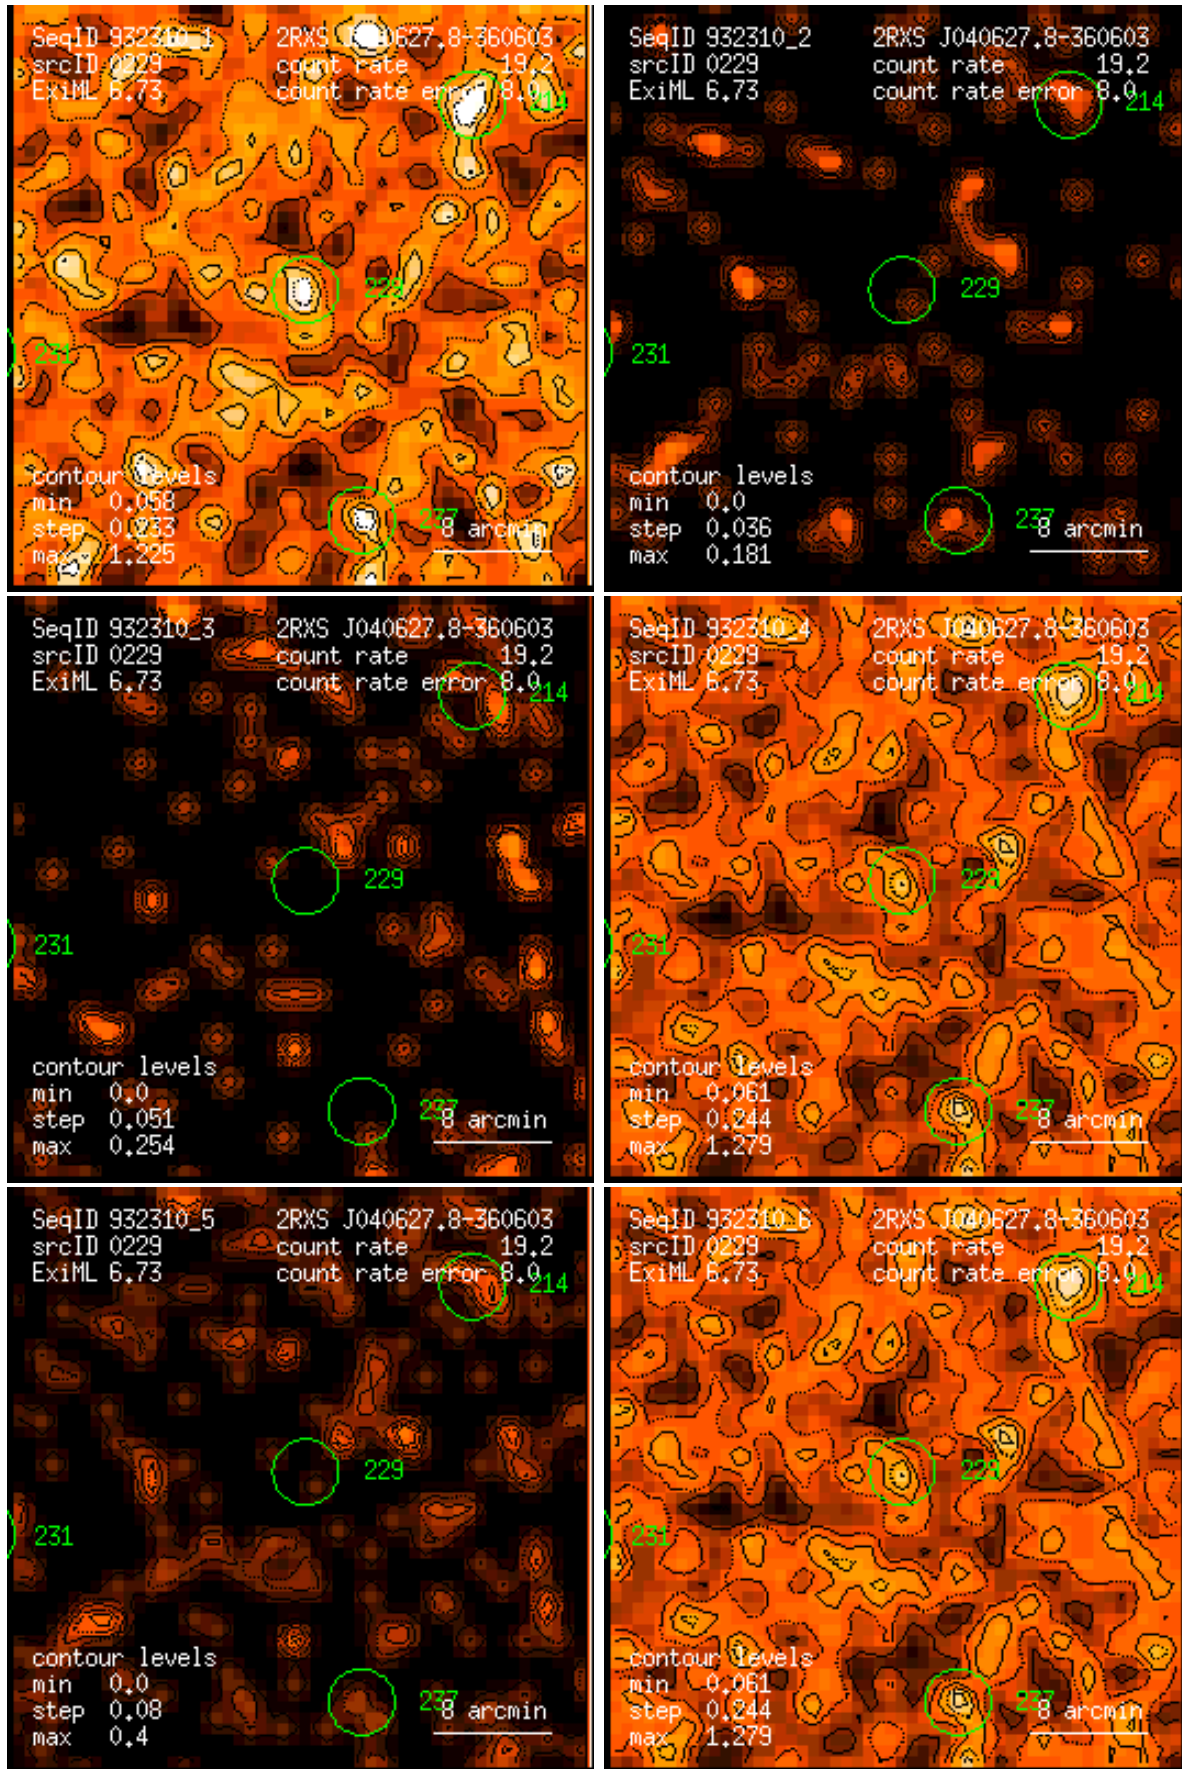 SeqID 932310_1 2RXS J040627.8-360603
srcID 0229 count rate 19.2
ExiML 6.73 count rate error 8.0
214
229
231
contour levels
min 0.058
step 0.233 237 8 arcmin
max 1.225
SeqID 932310_2 2RXS J040627.8-360603
srcID 0229 count rate 19.2
ExiML 6.73 count rate error 8.0
214
229
231
contour levels
min 0.0
step 0.036 237 8 arcmin
max 0.181
SeqID 932310_3 2RXS J040627.8-360603
srcID 0229 count rate 19.2
ExiML 6.73 count rate error 8.0
214
229
231
contour levels
min 0.0
step 0.051 237 8 arcmin
max 0.254
SeqID 932310_4 2RXS J040627.8-360603
srcID 0229 count rate 19.2
ExiML 6.73 count rate error 8.0
214
229
231
contour levels
min 0.061
step 0.244 237 8 arcmin
max 1.279
SeqID 932310_5 2RXS J040627.8-360603
srcID 0229 count rate 19.2
ExiML 6.73 count rate error 8.0
214
229
231
contour levels
min 0.0
step 0.08 237 8 arcmin
max 0.4
SeqID 932310_6 2RXS J040627.8-360603
srcID 0229 count rate 19.2
ExiML 6.73 count rate error 8.0
214
229
231
contour levels
min 0.061
step 0.244 237 8 arcmin
max 1.279